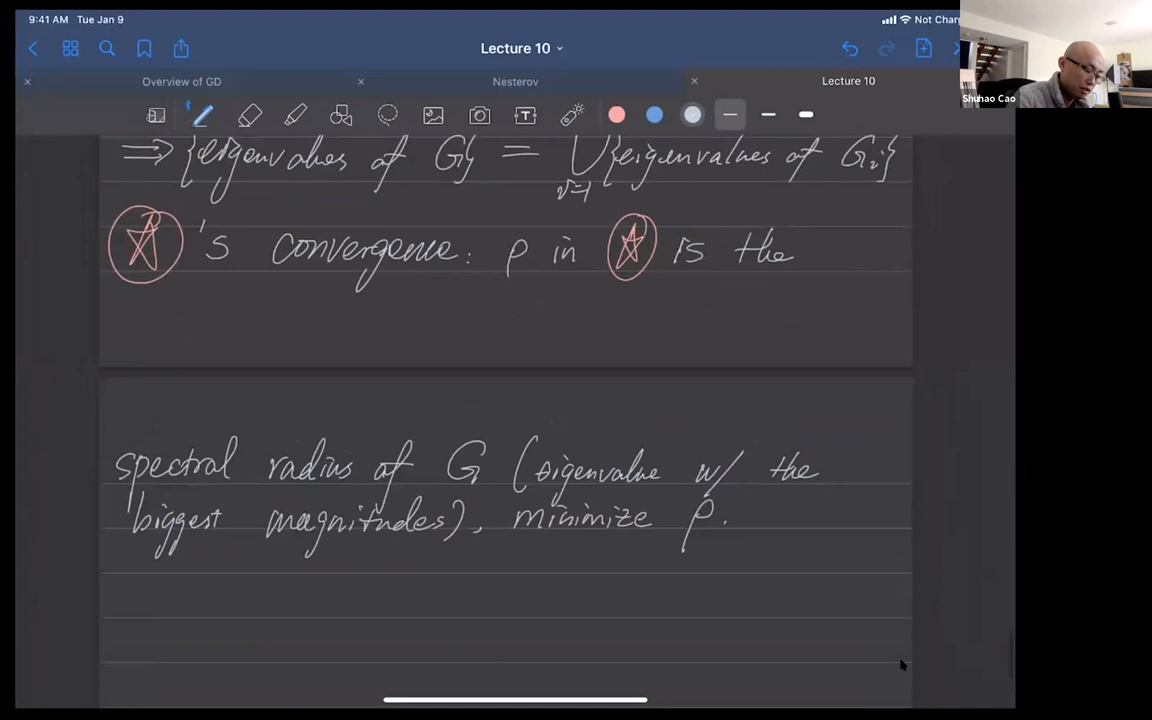 9:41 AM Tue Jan 9
Not Charg
Lecture 10
Overview of GD
Nesterov
Lecture 10
Shuhao Cao
⇒ {eigenvalues of G} = ⋃ {eigenvalues of Gi}
i=1
's convergence: ρ in ☆ is the
spectral radius of G (eigenvalue w/ the
biggest magnitudes), minimize ρ.